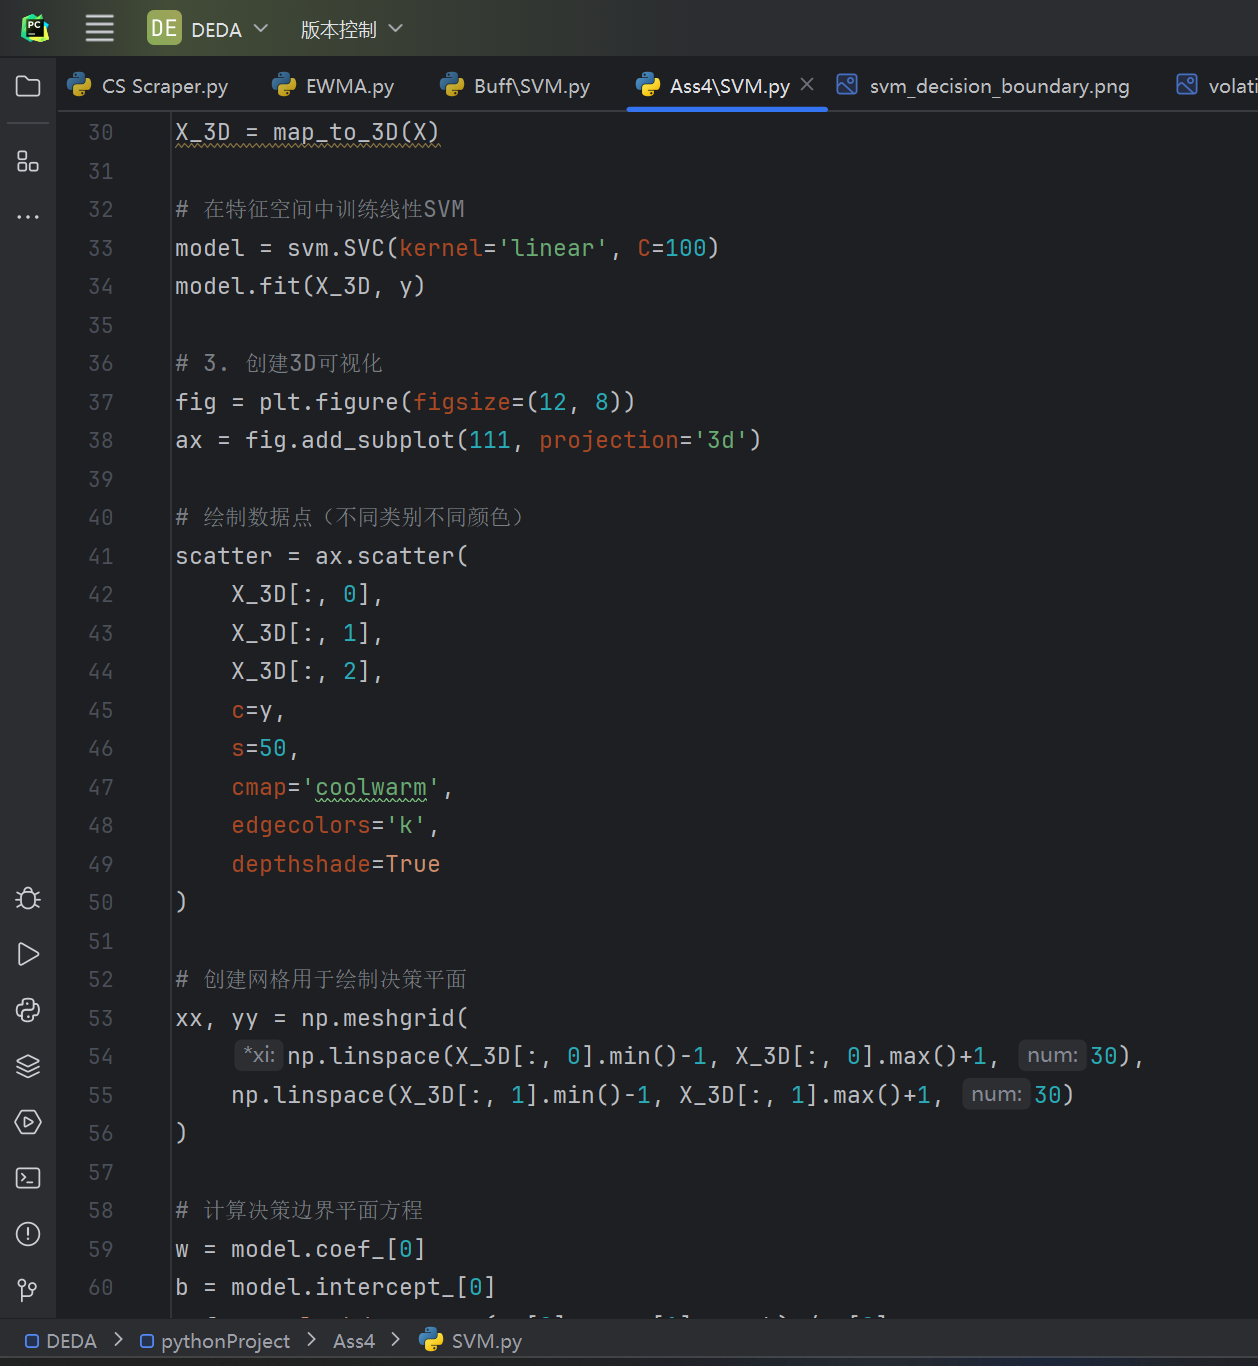 PC
DE DEDA 版本控制
CS Scraper.py EWMA.py Buff\SVM.py Ass4\SVM.py svm_decision_boundary.png volati
30 X_3D = map_to_3D(X)
31
32 # 在特征空间中训练线性SVM
33 model = svm.SVC(kernel='linear', C=100)
34 model.fit(X_3D, y)
35
36 # 3. 创建3D可视化
37 fig = plt.figure(figsize=(12, 8))
38 ax = fig.add_subplot(111, projection='3d')
39
40 # 绘制数据点（不同类别不同颜色）
41 scatter = ax.scatter(
42 X_3D[:, 0],
43 X_3D[:, 1],
44 X_3D[:, 2],
45 c=y,
46 s=50,
47 cmap='coolwarm',
48 edgecolors='k',
49 depthshade=True
50 )
51
52 # 创建网格用于绘制决策平面
53 xx, yy = np.meshgrid(
54 *xi: np.linspace(X_3D[:, 0].min()-1, X_3D[:, 0].max()+1, num: 30),
55 np.linspace(X_3D[:, 1].min()-1, X_3D[:, 1].max()+1, num: 30)
56 )
57
58 # 计算决策边界平面方程
59 w = model.coef_[0]
60 b = model.intercept_[0]
DEDA > pythonProject > Ass4 > SVM.py